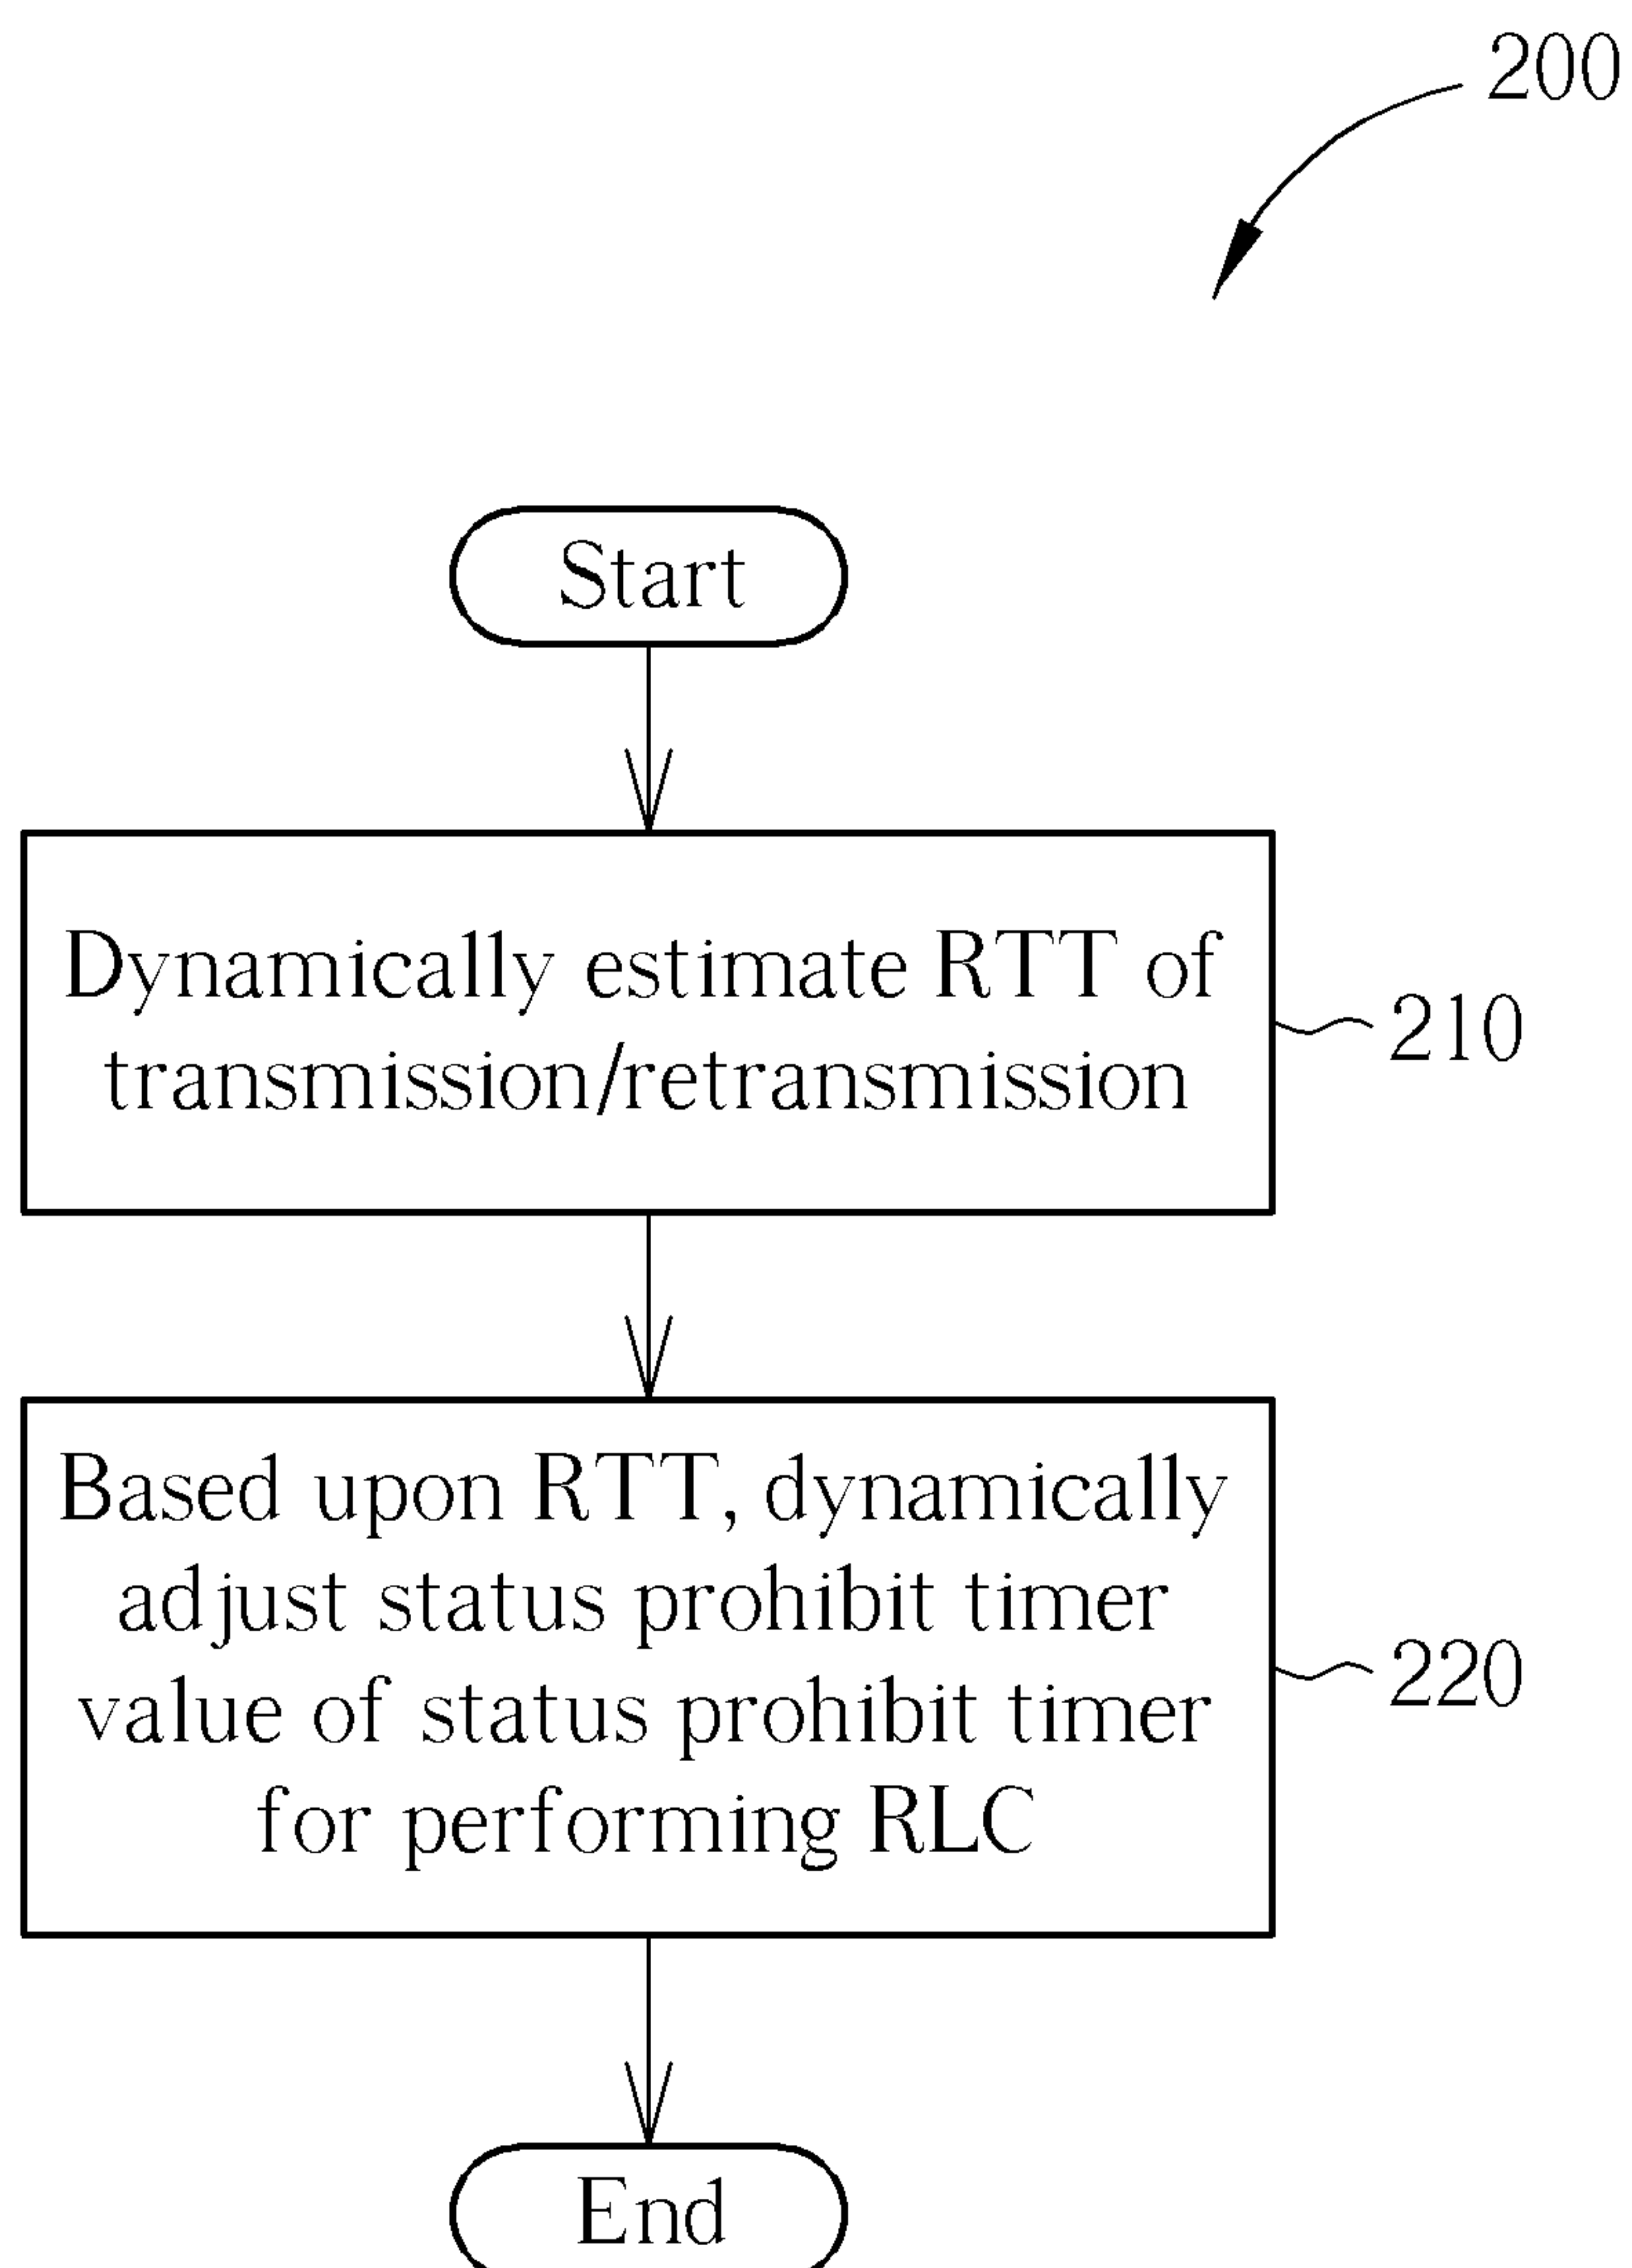 200
Start
Dynamically estimate RTT of
transmission/retransmission
210
Based upon RTT, dynamically
adjust status prohibit timer
value of status prohibit timer
for performing RLC
220
End